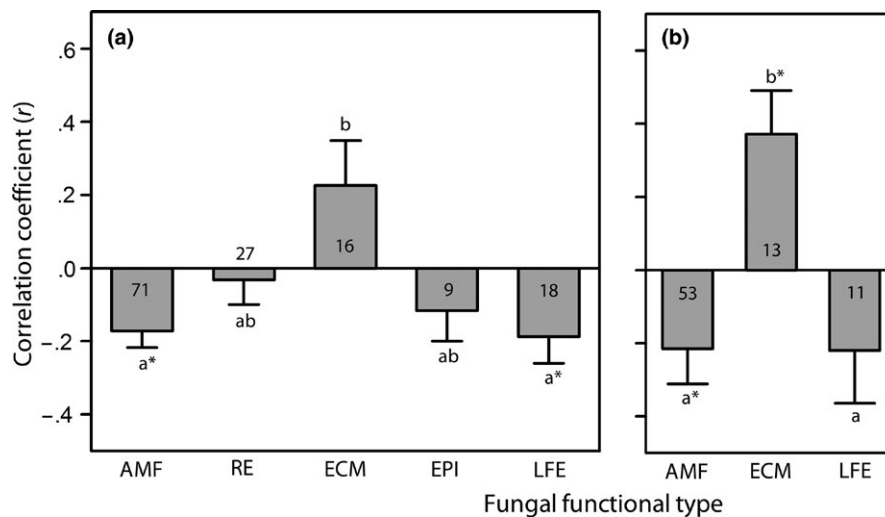 (a)
(b)
Correlation coefficient (r)
.6
.4
.2
.0
−.2
−.4
71
27
16
9
18
a*
ab
b
ab
a*
AMF
RE
ECM
EPI
LFE
53
13
11
a*
b*
a
AMF
ECM
LFE
Fungal functional type